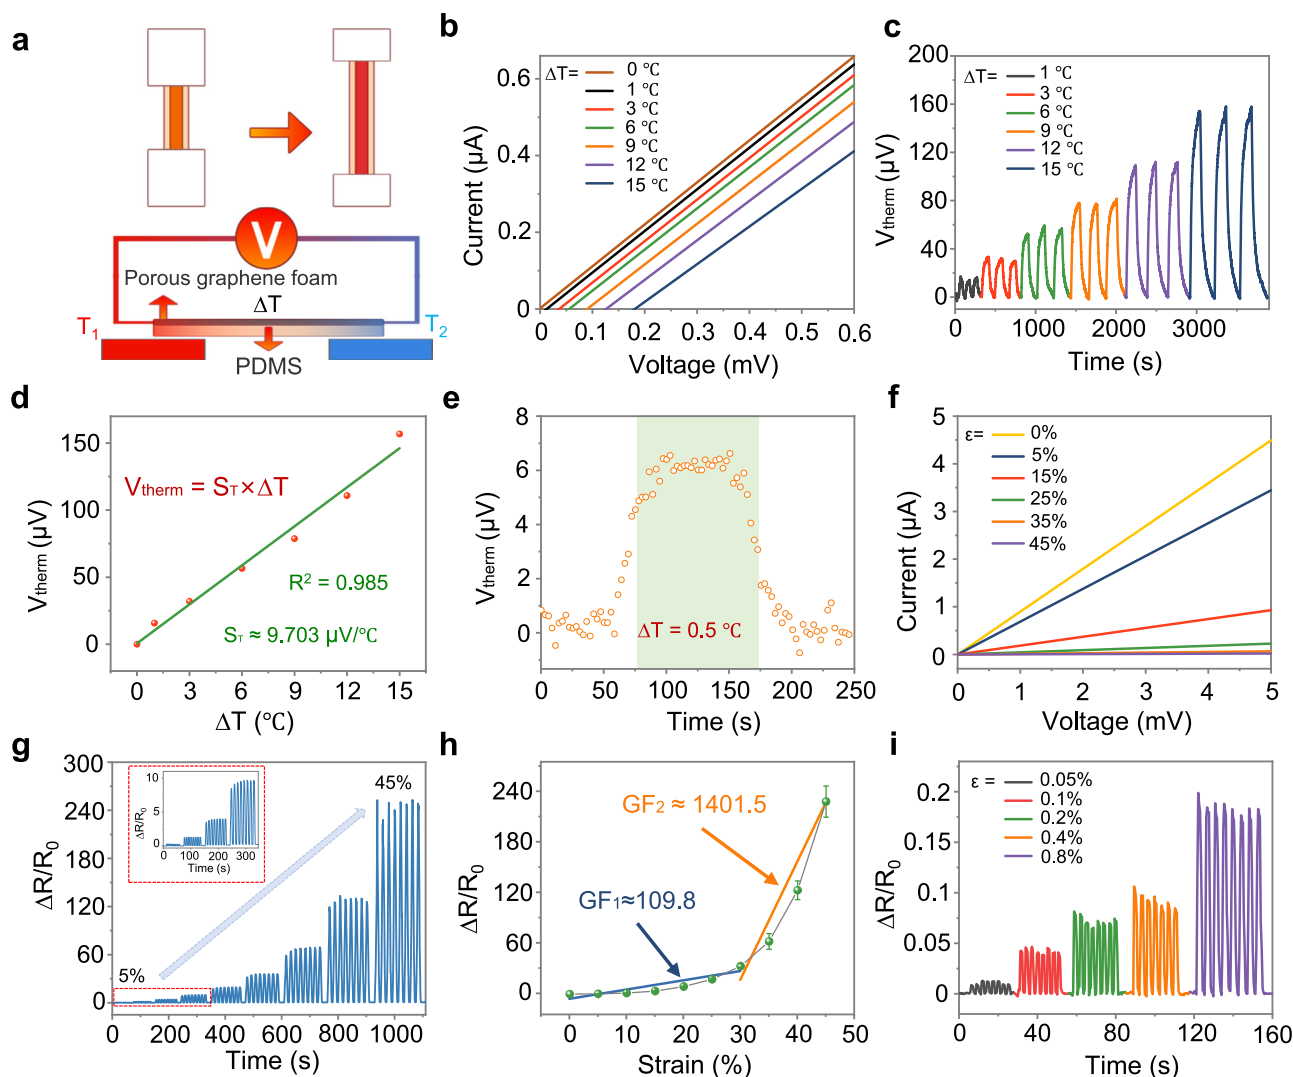 a
V
Porous graphene foam
ΔT
T1
T2
PDMS
b
ΔT=
0 ℃
1 ℃
3 ℃
6 ℃
9 ℃
12 ℃
15 ℃
Current (μA)
0.6
0.4
0.2
0
0 0.1 0.2 0.3 0.4 0.5 0.6
Voltage (mV)
c
ΔT=
1 ℃
3 ℃
6 ℃
9 ℃
12 ℃
15 ℃
Vtherm (μV)
200
160
120
80
40
0
0 1000 2000 3000
Time (s)
d
Vtherm = ST×ΔT
R² = 0.985
ST ≈ 9.703 μV/℃
Vtherm (μV)
150
100
50
0
0 3 6 9 12 15
ΔT (℃)
e
ΔT = 0.5 ℃
Vtherm (μV)
8
6
4
2
0
0 50 100 150 200 250
Time (s)
f
ε=
0%
5%
15%
25%
35%
45%
Current (μA)
5
4
3
2
1
0
0 1 2 3 4 5
Voltage (mV)
g
45%
5%
ΔR/R0
300
240
180
120
60
0
0 200 400 600 800 1000
Time (s)
ΔR/R0
10
5
0
0 100 200 300
Time (s)
h
GF2 ≈ 1401.5
GF1≈109.8
ΔR/R0
240
180
120
60
0
0 10 20 30 40 50
Strain (%)
i
ε =
0.05%
0.1%
0.2%
0.4%
0.8%
ΔR/R0
0.2
0.15
0.1
0.05
0
0 40 80 120 160
Time (s)